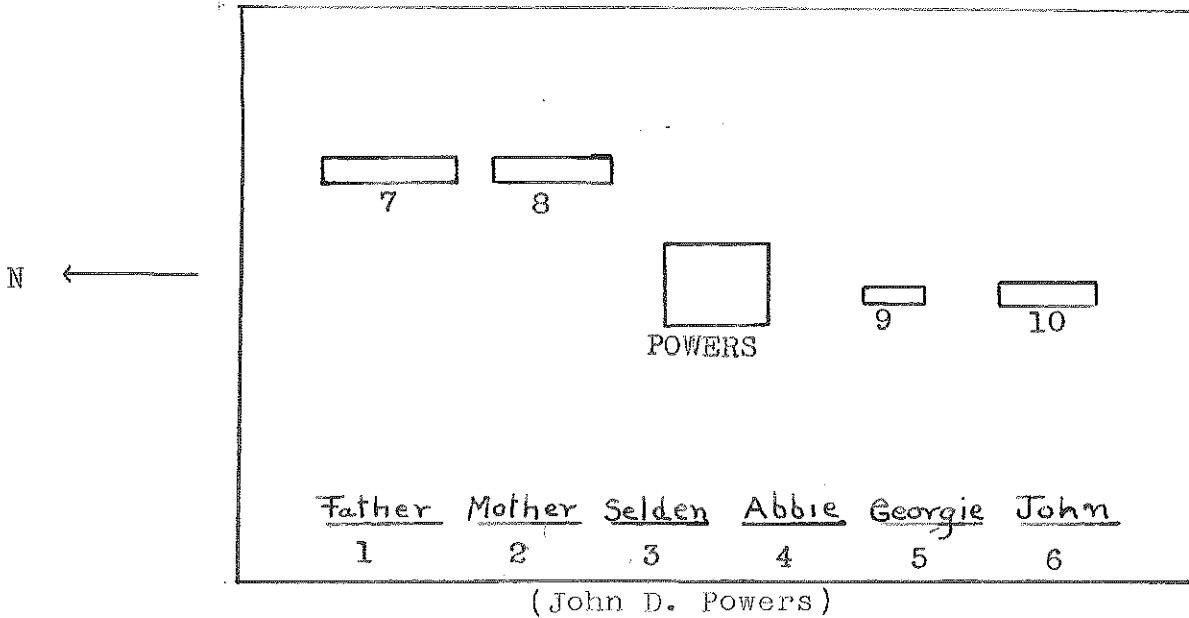 7 8
N
9 10
POWERS
Father Mother Selden Abbie Georgie John
1 2 3 4 5 6
(John D. Powers)